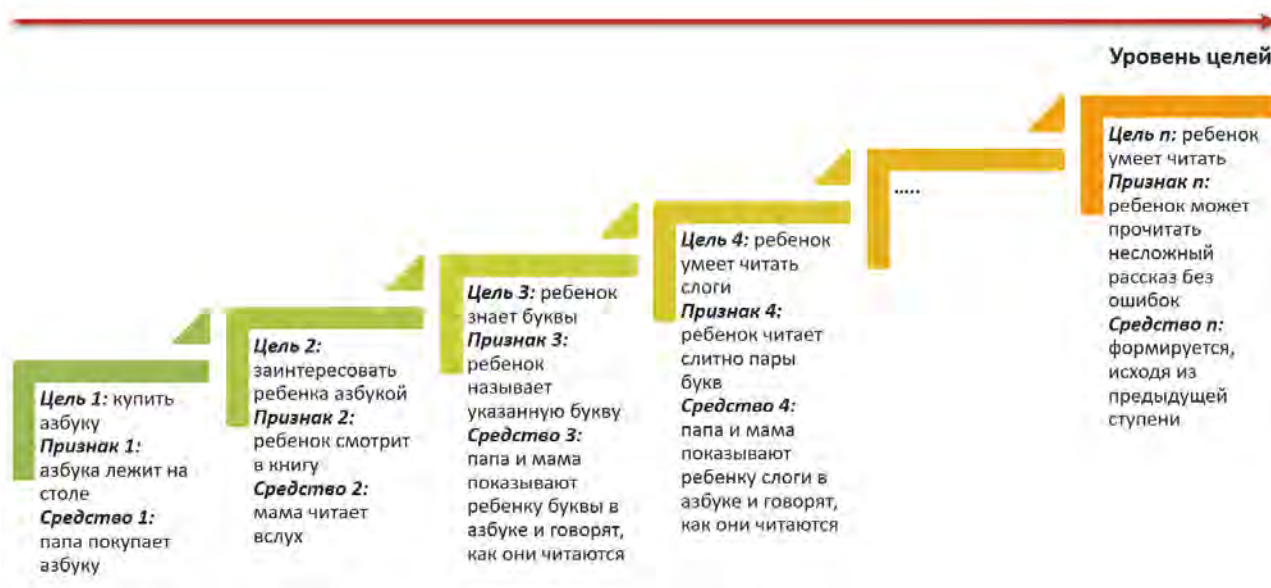 Уровень целей
Цель 1: купить
азбуку
Признак 1:
азбука лежит на
столе
Средство 1:
папа покупает
азбуку
Цель 2:
заинтересовать
ребенка азбукой
Признак 2:
ребенок смотрит
в книгу
Средство 2:
мама читает
вслух
Цель 3: ребенок
знает буквы
Признак 3:
ребенок
называет
указанную букву
Средство 3:
папа и мама
показывают
ребенку буквы в
азбуке и говорят,
как они читаются
Цель 4: ребенок
умеет читать
слоги
Признак 4:
ребенок читает
слитно пары
букв
Средство 4:
папа и мама
показывают
ребенку слоги в
азбуке и говорят,
как они читаются
.....
Цель n: ребенок
умеет читать
Признак n:
ребенок может
прочитать
несложный
рассказ без
ошибок
Средство n:
формируется,
исходя из
предыдущей
ступени